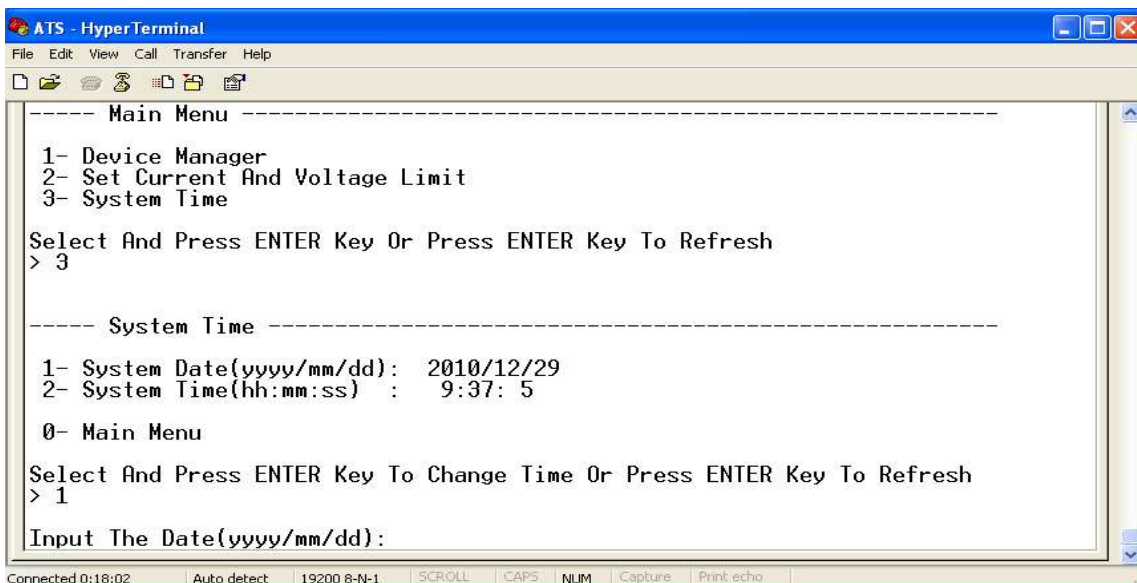 ATS - HyperTerminal
File Edit View Call Transfer Help
----- Main Menu ---------------------------------------------------------
1- Device Manager
2- Set Current And Voltage Limit
3- System Time
Select And Press ENTER Key Or Press ENTER Key To Refresh
> 3
----- System Time -------------------------------------------------------
1- System Date(yyyy/mm/dd): 2010/12/29
2- System Time(hh:mm:ss) : 9:37: 5
0- Main Menu
Select And Press ENTER Key To Change Time Or Press ENTER Key To Refresh
> 1
Input The Date(yyyy/mm/dd):
Connected 0:18:02 Auto detect 19200 8-N-1 SCROLL CAPS NUM Capture Print echo